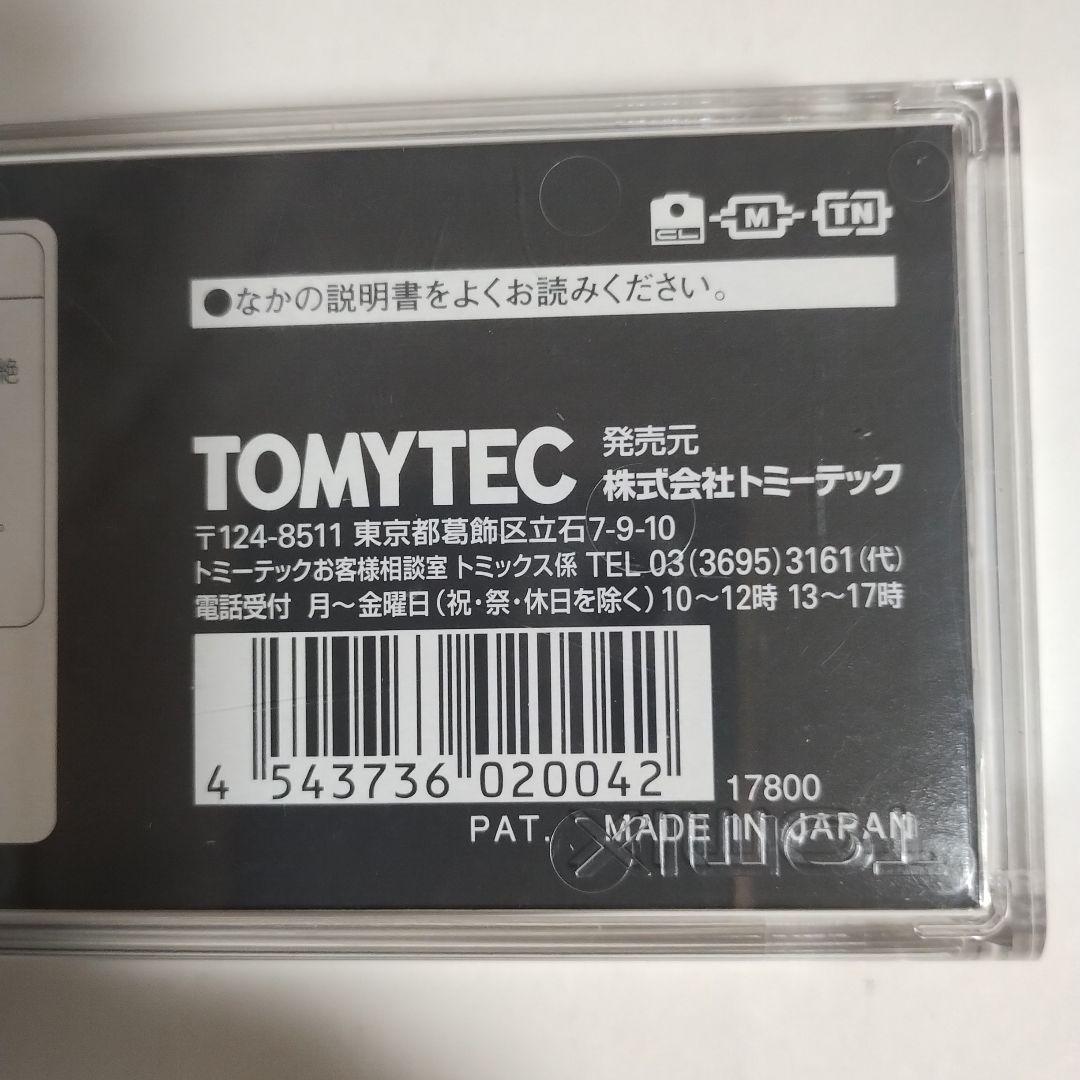 CL M TN
●なかの説明書をよくお読みください。
絶
。
TOMYTEC 発売元
株式会社トミーテック
〒124-8511 東京都葛飾区立石7-9-10
トミーテックお客様相談室 トミックス係 TEL 03(3695)3161(代)
電話受付 月〜金曜日(祝・祭・休日を除く)10〜12時 13〜17時
4 543736 020042
17800
PAT. MADE IN JAPAN
TOMIX